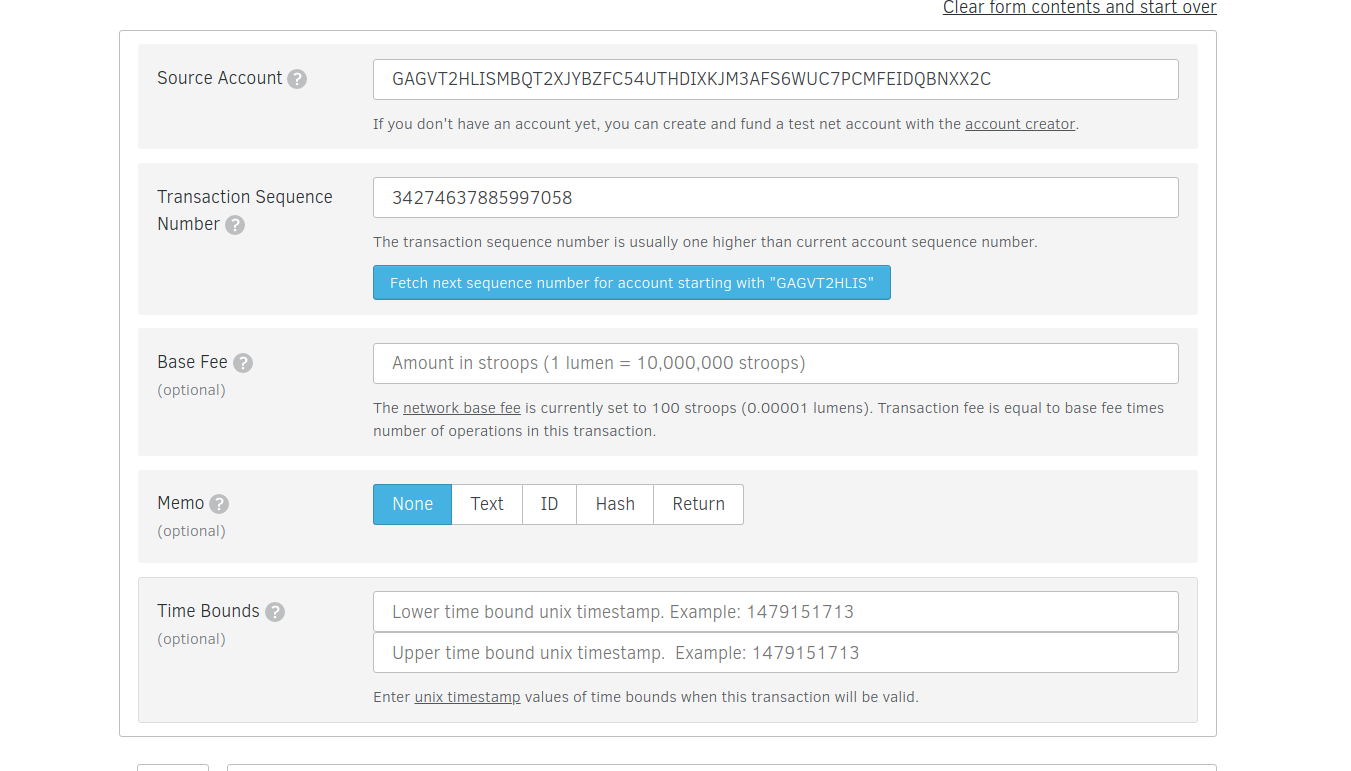 Clear form contents and start over
Source Account ?
GAGVT2HLISMBQT2XJYBZFC54UTHDIXKJM3AFS6WUC7PCMFEIDQBNXX2C
If you don't have an account yet, you can create and fund a test net account with the account creator.
Transaction Sequence
Number ?
34274637885997058
The transaction sequence number is usually one higher than current account sequence number.
Fetch next sequence number for account starting with "GAGVT2HLIS"
Base Fee ?
(optional)
Amount in stroops (1 lumen = 10,000,000 stroops)
The network base fee is currently set to 100 stroops (0.00001 lumens). Transaction fee is equal to base fee times
number of operations in this transaction.
Memo ?
(optional)
None Text ID Hash Return
Time Bounds ?
(optional)
Lower time bound unix timestamp. Example: 1479151713
Upper time bound unix timestamp. Example: 1479151713
Enter unix timestamp values of time bounds when this transaction will be valid.